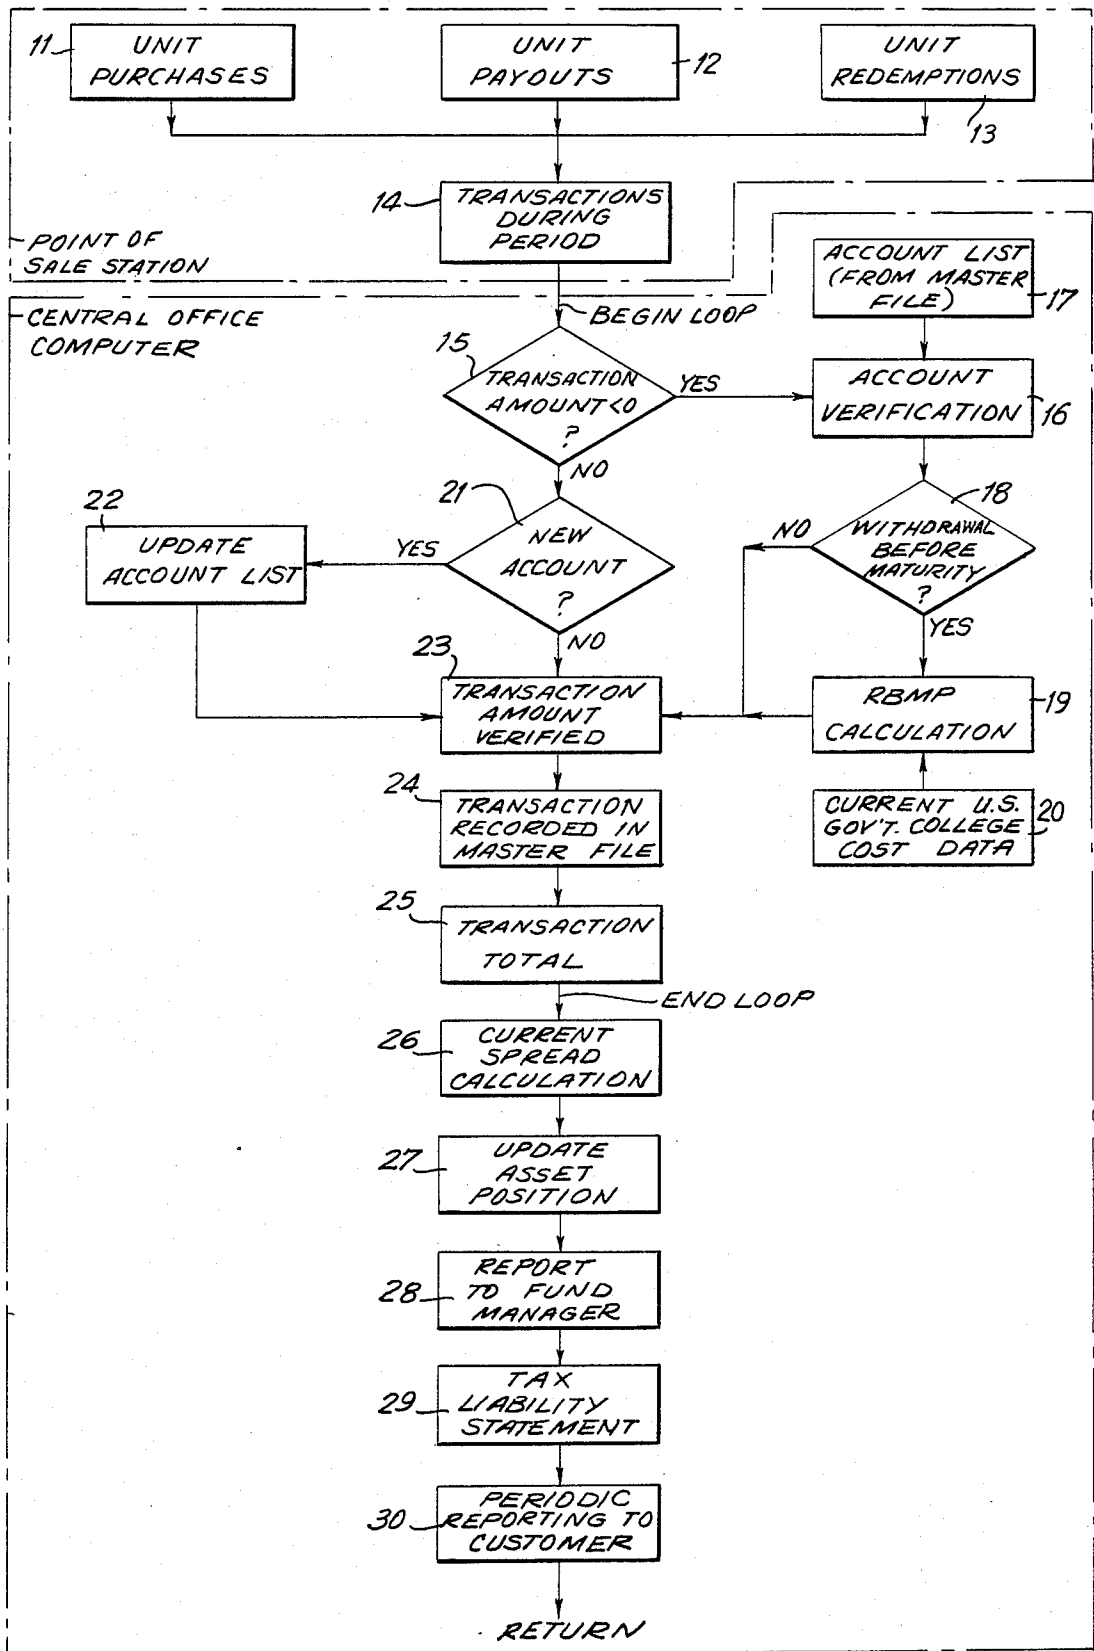 11
UNIT
PURCHASES
UNIT
PAYOUTS
12
UNIT
REDEMPTIONS
13
14
TRANSACTIONS
DURING
PERIOD
POINT OF
SALE STATION
CENTRAL OFFICE
COMPUTER
BEGIN LOOP
ACCOUNT LIST
(FROM MASTER
FILE)
17
15
TRANSACTION
AMOUNT<0
?
YES
NO
ACCOUNT
VERIFICATION
16
18
WITHDRAWAL
BEFORE
MATURITY
?
NO
YES
21
NEW
ACCOUNT
?
YES
NO
22
UPDATE
ACCOUNT LIST
23
TRANSACTION
AMOUNT
VERIFIED
RBMP
CALCULATION
19
CURRENT U.S.
GOV'T. COLLEGE
COST DATA
20
24
TRANSACTION
RECORDED IN
MASTER FILE
25
TRANSACTION
TOTAL
END LOOP
26
CURRENT
SPREAD
CALCULATION
27
UPDATE
ASSET
POSITION
28
REPORT
TO FUND
MANAGER
29
TAX
LIABILITY
STATEMENT
30
PERIODIC
REPORTING TO
CUSTOMER
RETURN